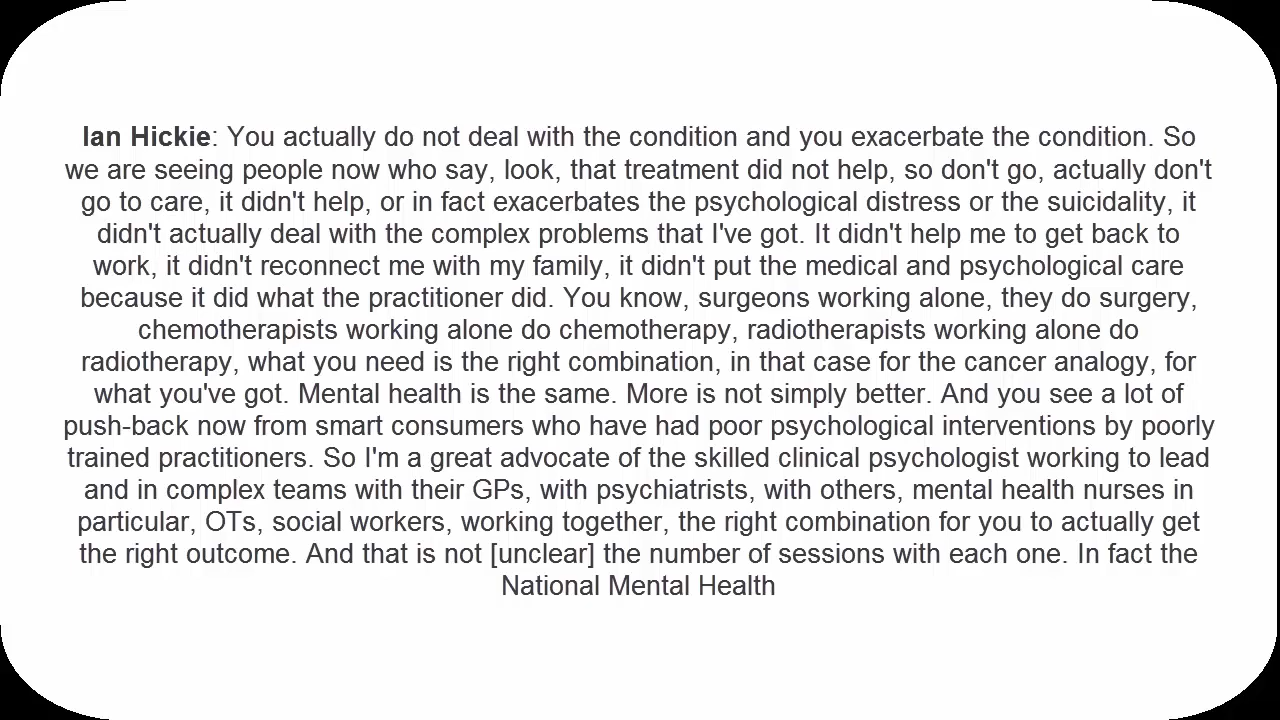 Ian Hickie: You actually do not deal with the condition and you exacerbate the condition. So
we are seeing people now who say, look, that treatment did not help, so don't go, actually don't
go to care, it didn't help, or in fact exacerbates the psychological distress or the suicidality, it
didn't actually deal with the complex problems that I've got. It didn't help me to get back to
work, it didn't reconnect me with my family, it didn't put the medical and psychological care
because it did what the practitioner did. You know, surgeons working alone, they do surgery,
chemotherapists working alone do chemotherapy, radiotherapists working alone do
radiotherapy, what you need is the right combination, in that case for the cancer analogy, for
what you've got. Mental health is the same. More is not simply better. And you see a lot of
push-back now from smart consumers who have had poor psychological interventions by poorly
trained practitioners. So I'm a great advocate of the skilled clinical psychologist working to lead
and in complex teams with their GPs, with psychiatrists, with others, mental health nurses in
particular, OTs, social workers, working together, the right combination for you to actually get
the right outcome. And that is not [unclear] the number of sessions with each one. In fact the
National Mental Health